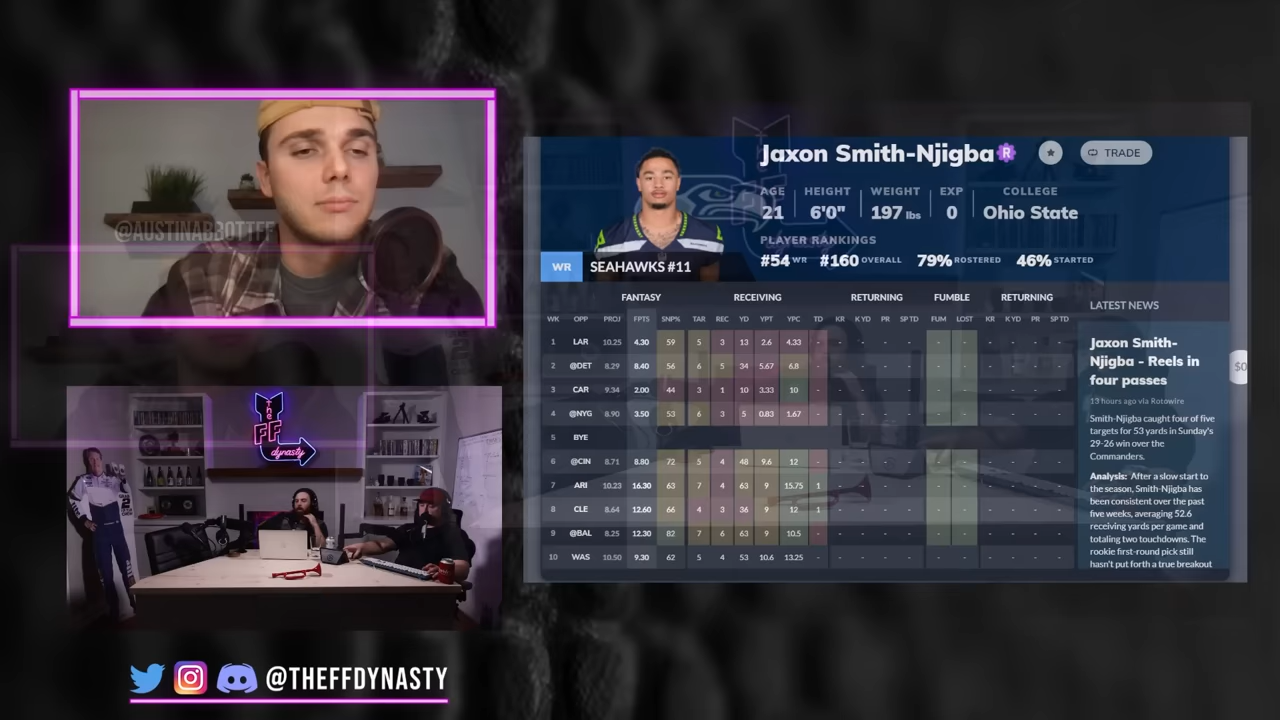 @AUSTINABBOTTFF
The
FF
dynasty
@THEFFDYNASTY
Jaxon Smith-Njigba R TRADE
AGE HEIGHT WEIGHT EXP COLLEGE
21 6'0" 197 lbs 0 Ohio State
PLAYER RANKINGS
#54 WR #160 OVERALL 79% ROSTERED 46% STARTED
WR SEAHAWKS #11
FANTASY RECEIVING RETURNING FUMBLE RETURNING
WK OPP PROJ FPTS SNP% TAR REC YD YPT YPC TD KR K YD PR SP TD FUM LOST KR K YD PR SP TD
1 LAR 10.25 4.30 59 5 3 13 2.6 4.33 - - - - - - - - - - -
2 @DET 8.29 8.40 56 6 5 34 5.67 6.8 - - - - - - - - - - -
3 CAR 9.34 2.00 44 3 1 10 3.33 10 - - - - - - - - - - -
4 @NYG 8.90 3.50 53 6 3 5 0.83 1.67 - - - - - - - - - - -
5 BYE
6 @CIN 8.71 8.80 72 5 4 48 9.6 12 - - - - - - - - - - -
7 ARI 10.23 16.30 63 7 4 63 9 15.75 1 - - - - - - - - - -
8 CLE 8.64 12.60 66 4 3 36 9 12 1 - - - - - - - - - -
9 @BAL 8.25 12.30 82 7 6 63 9 10.5 - - - - - - - - - - -
10 WAS 10.50 9.30 62 5 4 53 10.6 13.25 - - - - - - - - - - -
LATEST NEWS
Jaxon Smith-
Njigba - Reels in
four passes
13 hours ago via Rotowire
Smith-Njigba caught four of five
targets for 53 yards in Sunday's
29-26 win over the
Commanders.
Analysis: After a slow start to
the season, Smith-Njigba has
been consistent over the past
five weeks, averaging 52.6
receiving yards per game and
totaling two touchdowns. The
rookie first-round pick still
hasn't put forth a true breakout